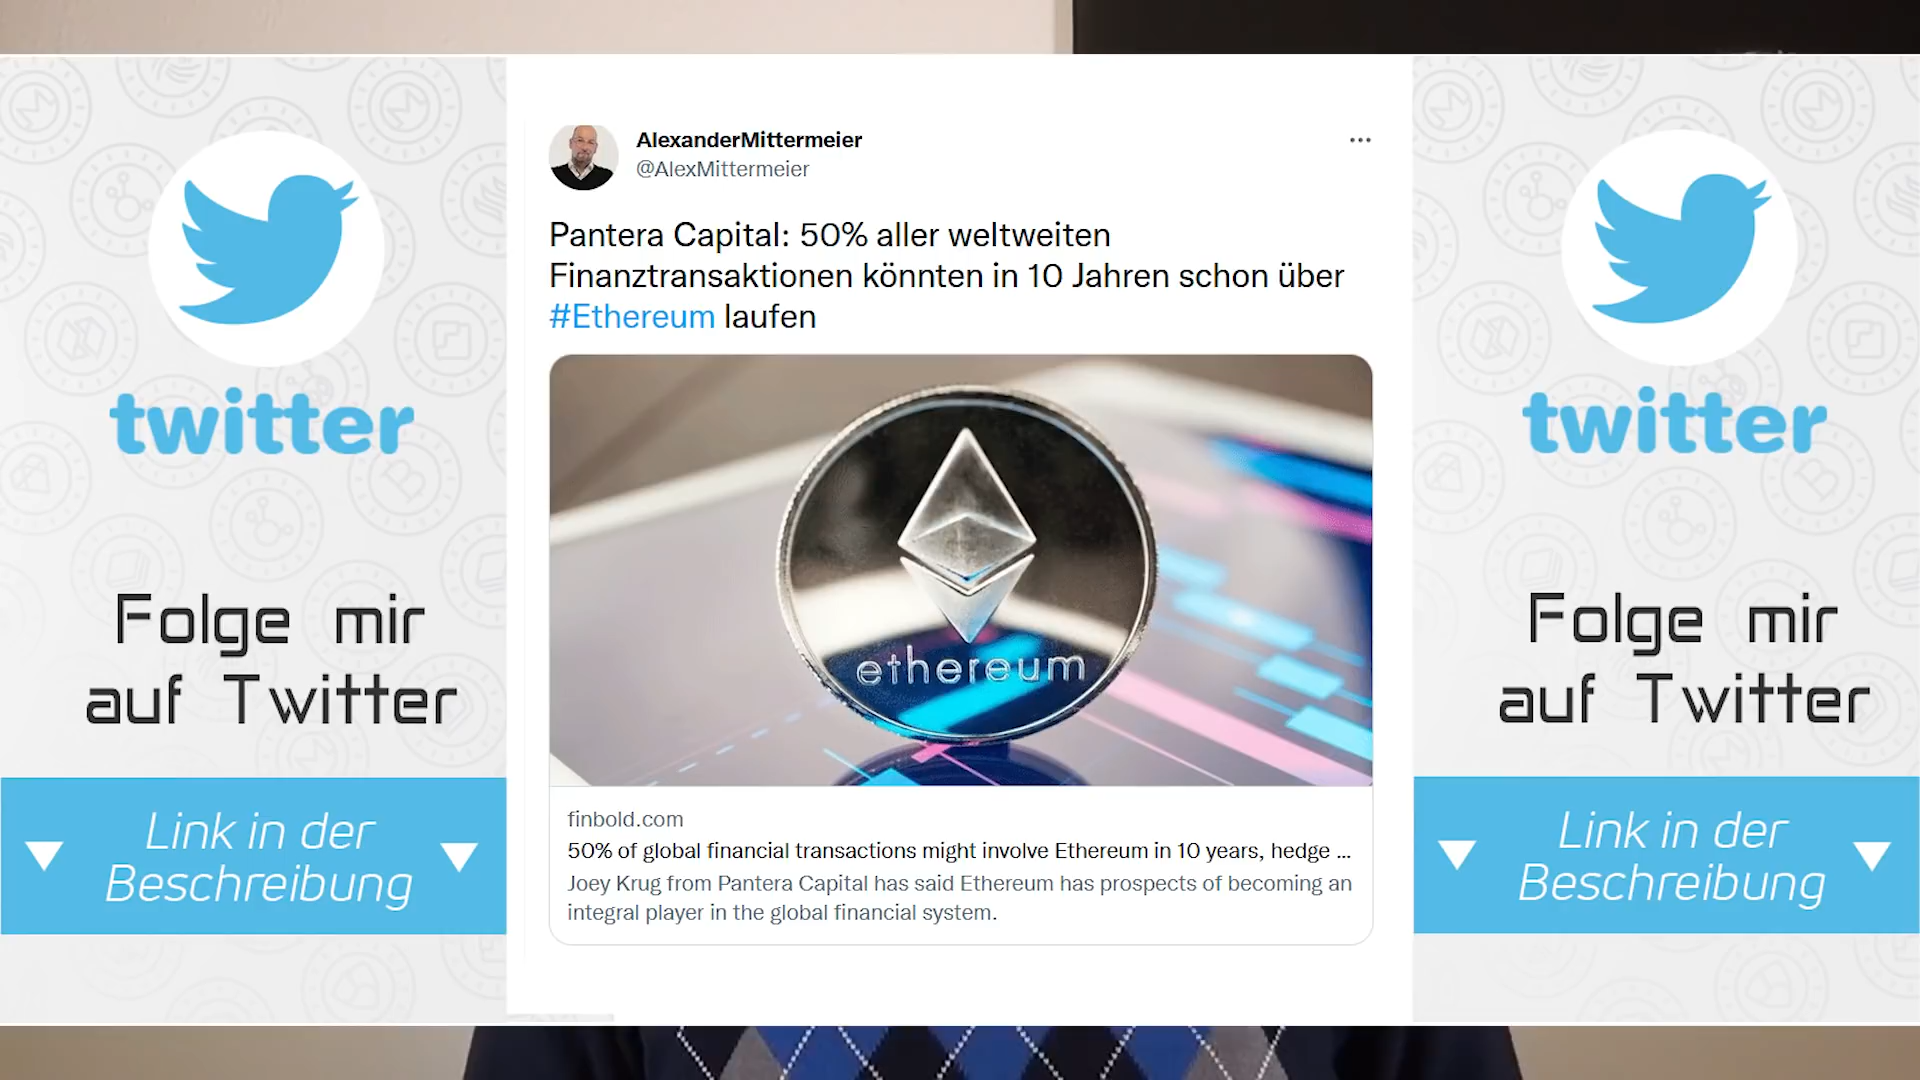 twitter
Folge mir
auf Twitter
Link in der
Beschreibung
AlexanderMittermeier
@AlexMittermeier
Pantera Capital: 50% aller weltweiten
Finanztransaktionen könnten in 10 Jahren schon über
#Ethereum laufen
ethereum
finbold.com
50% of global financial transactions might involve Ethereum in 10 years, hedge ...
Joey Krug from Pantera Capital has said Ethereum has prospects of becoming an
integral player in the global financial system.
twitter
Folge mir
auf Twitter
Link in der
Beschreibung